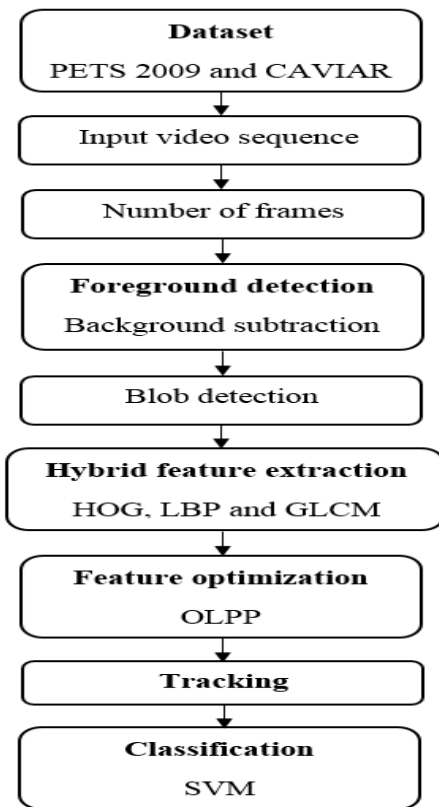 Dataset
PETS 2009 and CAVIAR
Input video sequence
Number of frames
Foreground detection
Background subtraction
Blob detection
Hybrid feature extraction
HOG, LBP and GLCM
Feature optimization
OLPP
Tracking
Classification
SVM